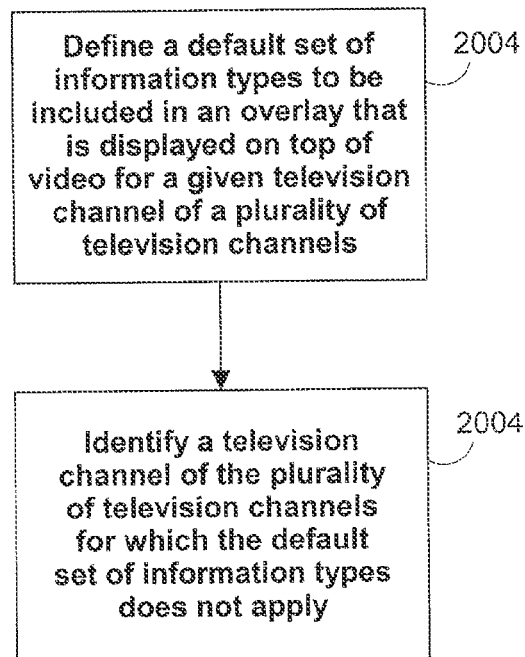 Define a default set of
information types to be
included in an overlay that
is displayed on top of
video for a given television
channel of a plurality of
television channels
2004
Identify a television
channel of the plurality
of television channels
for which the default
set of information types
does not apply
2004